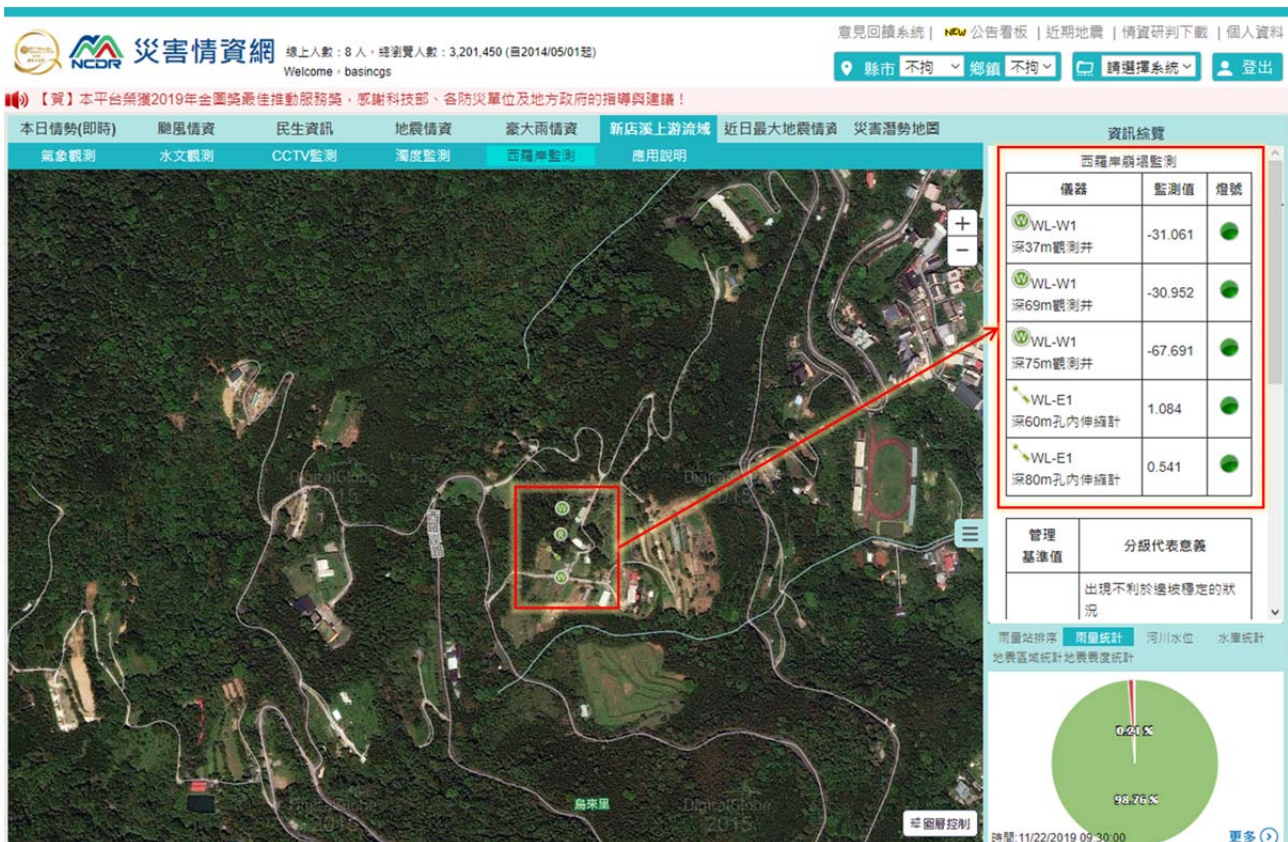 意見回饋系統 | NEW 公告看板 | 近期地震 | 情資研判下載 | 個人資料
NCDR 災害情資網 線上人數：8 人，總瀏覽人數：3,201,450 (自2014/05/01起)
Welcome，basincgs
縣市 不拘 鄉鎮 不拘 請選擇系統 登出
【賀】本平台榮獲2019年金圖獎最佳推動服務獎，感謝科技部、各防災單位及地方政府的指導與建議！
本日情勢(即時) 颱風情資 民生資訊 地震情資 豪大雨情資 新店溪上游流域 近日最大地震情資 災害潛勢地圖
氣象觀測 水文觀測 CCTV監測 濁度監測 西羅岸監測 應用說明
資訊綜覽
西羅岸崩塌監測
儀器 監測值 燈號
WL-W1
深37m觀測井 -31.061
WL-W1
深69m觀測井 -30.952
WL-W1
深75m觀測井 -67.691
WL-E1
深60m孔內伸縮計 1.084
WL-E1
深80m孔內伸縮計 0.541
管理
基準值 分級代表意義
出現不利於邊坡穩定的狀
況
雨量站排序 雨量統計 河川水位 水庫統計
地震區域統計 地震震度統計
98.76 %
時間:11/22/2019 09:30:00 更多
+
−
W
W
烏來里
DigitalGlobe
2015
圖層控制